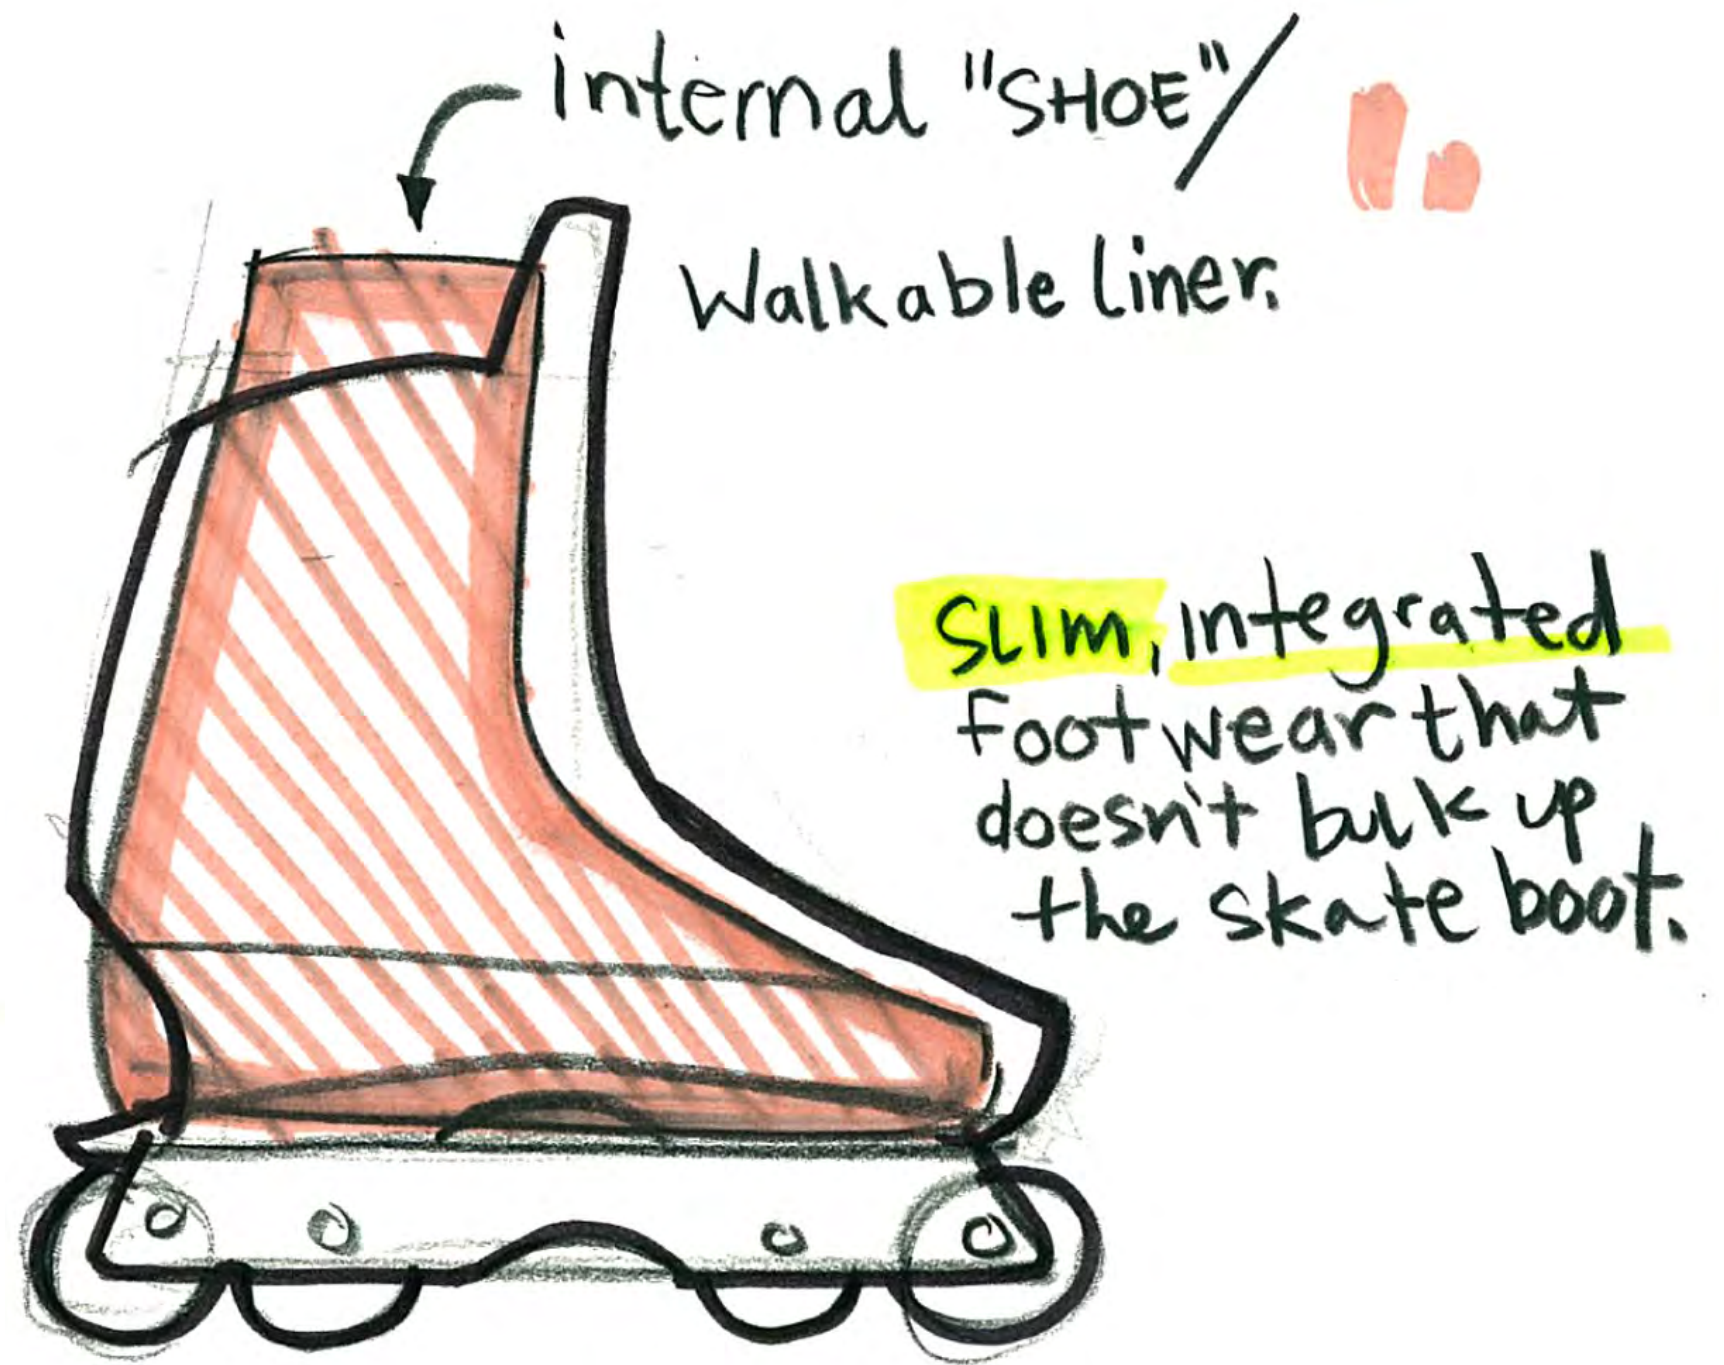 internal "SHOE"/
Walkable liner.
SLIM, integrated
footwear that
doesn't bulk up
the skate boot.